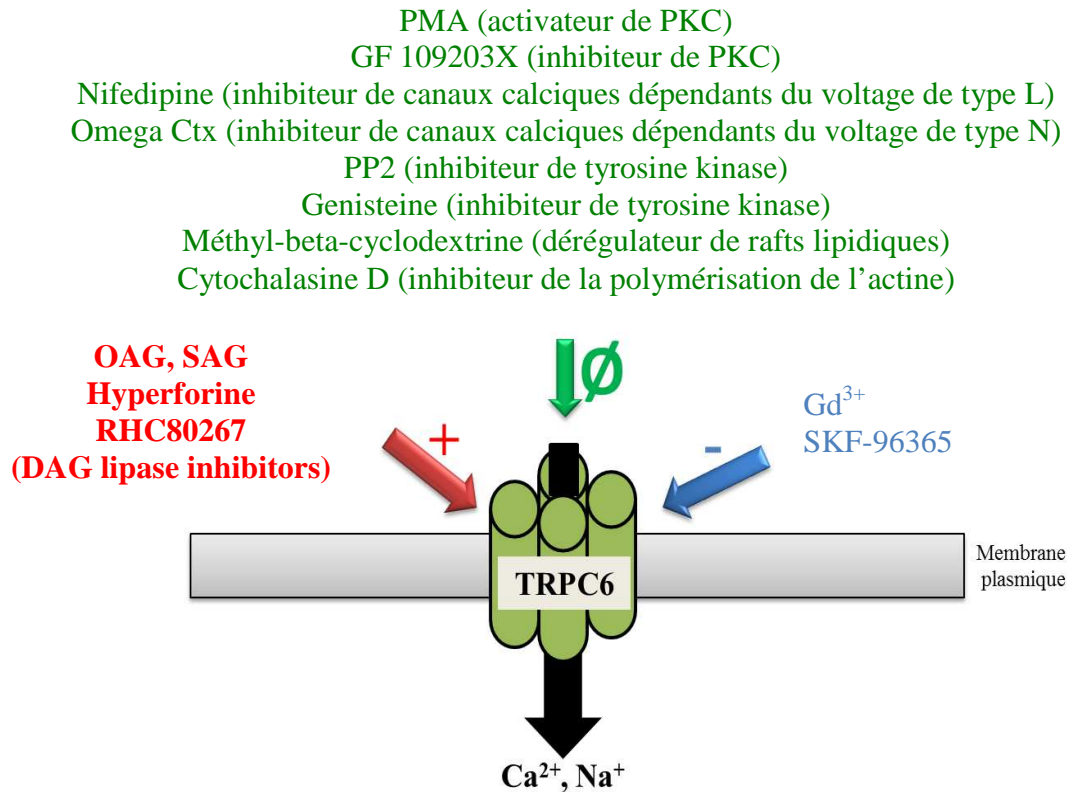 PMA (activateur de PKC)
GF 109203X (inhibiteur de PKC)
Nifedipine (inhibiteur de canaux calciques dépendants du voltage de type L)
Omega Ctx (inhibiteur de canaux calciques dépendants du voltage de type N)
PP2 (inhibiteur de tyrosine kinase)
Genisteine (inhibiteur de tyrosine kinase)
Méthyl-beta-cyclodextrine (dérégulateur de rafts lipidiques)
Cytochalasine D (inhibiteur de la polymérisation de l'actine)
OAG, SAG
Hyperforine
RHC80267
(DAG lipase inhibitors)
+
Ø
-
Gd³⁺
SKF-96365
Membrane
plasmique
TRPC6
Ca²⁺, Na⁺